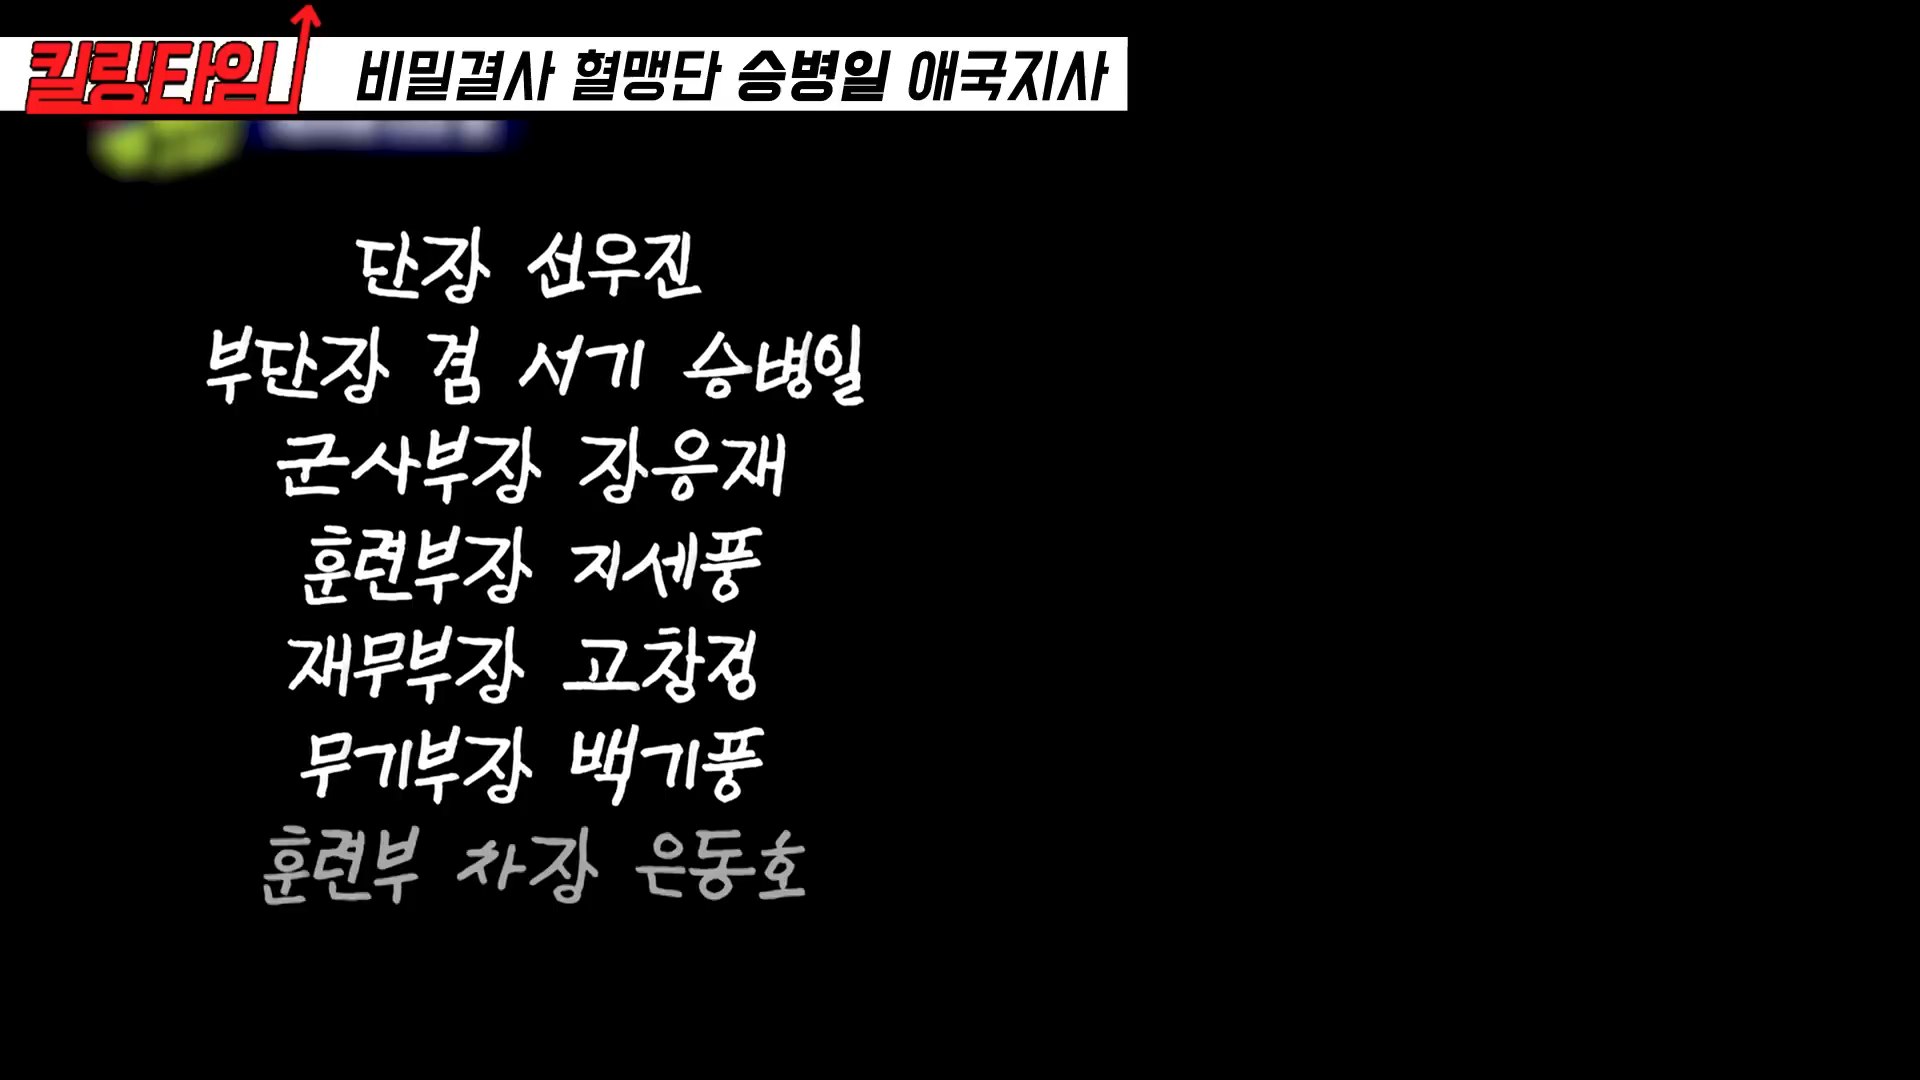 킬링타임
비밀결사 혈맹단 승병일 애국지사
단장 선우진
부단장 겸 서기 승병일
군사부장 장응재
훈련부장 지세풍
재무부장 고창정
무기부장 백기풍
훈련부 차장 은동호